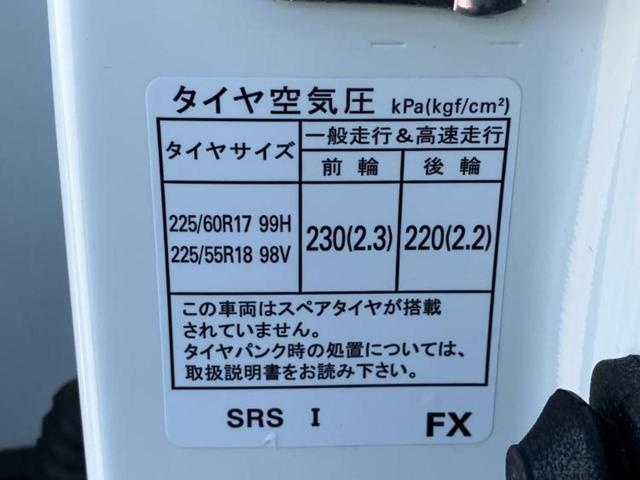 タイヤ空気圧 kPa(kgf/cm²)
タイヤサイズ 一般走行&高速走行
前輪 後輪
225/60R17 99H
225/55R18 98V
230(2.3) 220(2.2)
この車両はスペアタイヤが搭載
されていません。
タイヤパンク時の処置については、
取扱説明書をお読み下さい。
SRS I FX